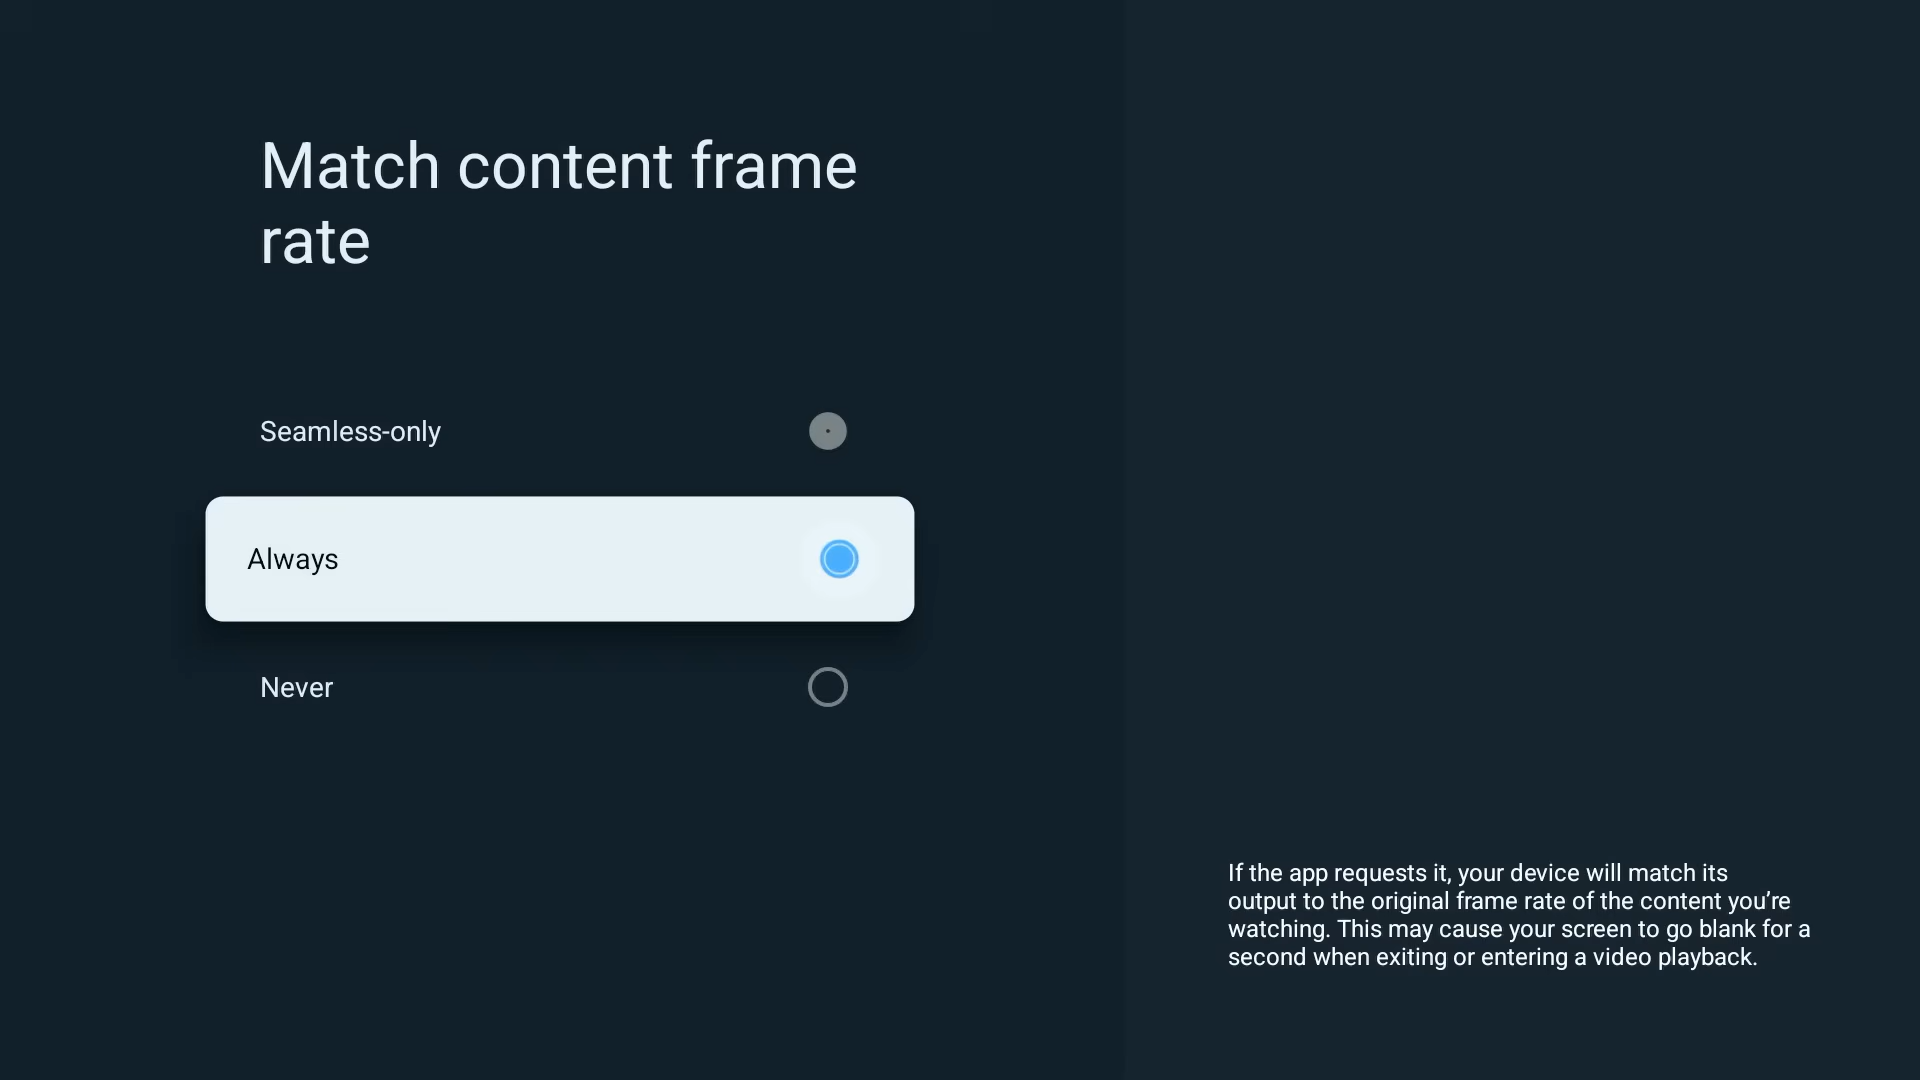 Match content frame
rate
Seamless-only
Always
Never
If the app requests it, your device will match its
output to the original frame rate of the content you’re
watching. This may cause your screen to go blank for a
second when exiting or entering a video playback.